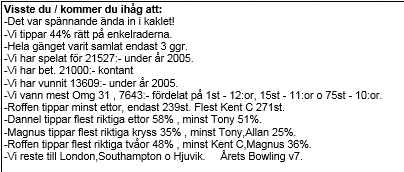 Visste du / kommer du ihåg att:
-Det var spännande ända in i kaklet!
-Vi tippar 44% rätt på enkelraderna.
-Hela gänget varit samlat endast 3 ggr.
-Vi har spelat för 21527:- under år 2005.
-Vi har bet. 21000:- kontant
-Vi har vunnit 13609:- under år 2005.
-Vi vann mest Omg 31 , 7643:- fördelat på 1st - 12:or, 15st - 11:or o 75st - 10:or.
-Roffen tippar minst ettor, endast 239st. Flest Kent C 271st.
-Dannel tippar flest riktiga ettor 58% , minst Tony 51%.
-Magnus tippar flest riktiga kryss 35% , minst Tony,Allan 25%.
-Roffen tippar flest riktiga tvåor 48% , minst Kent C,Magnus 36%.
-Vi reste till London,Southampton o Hjuvik. Årets Bowling v7.